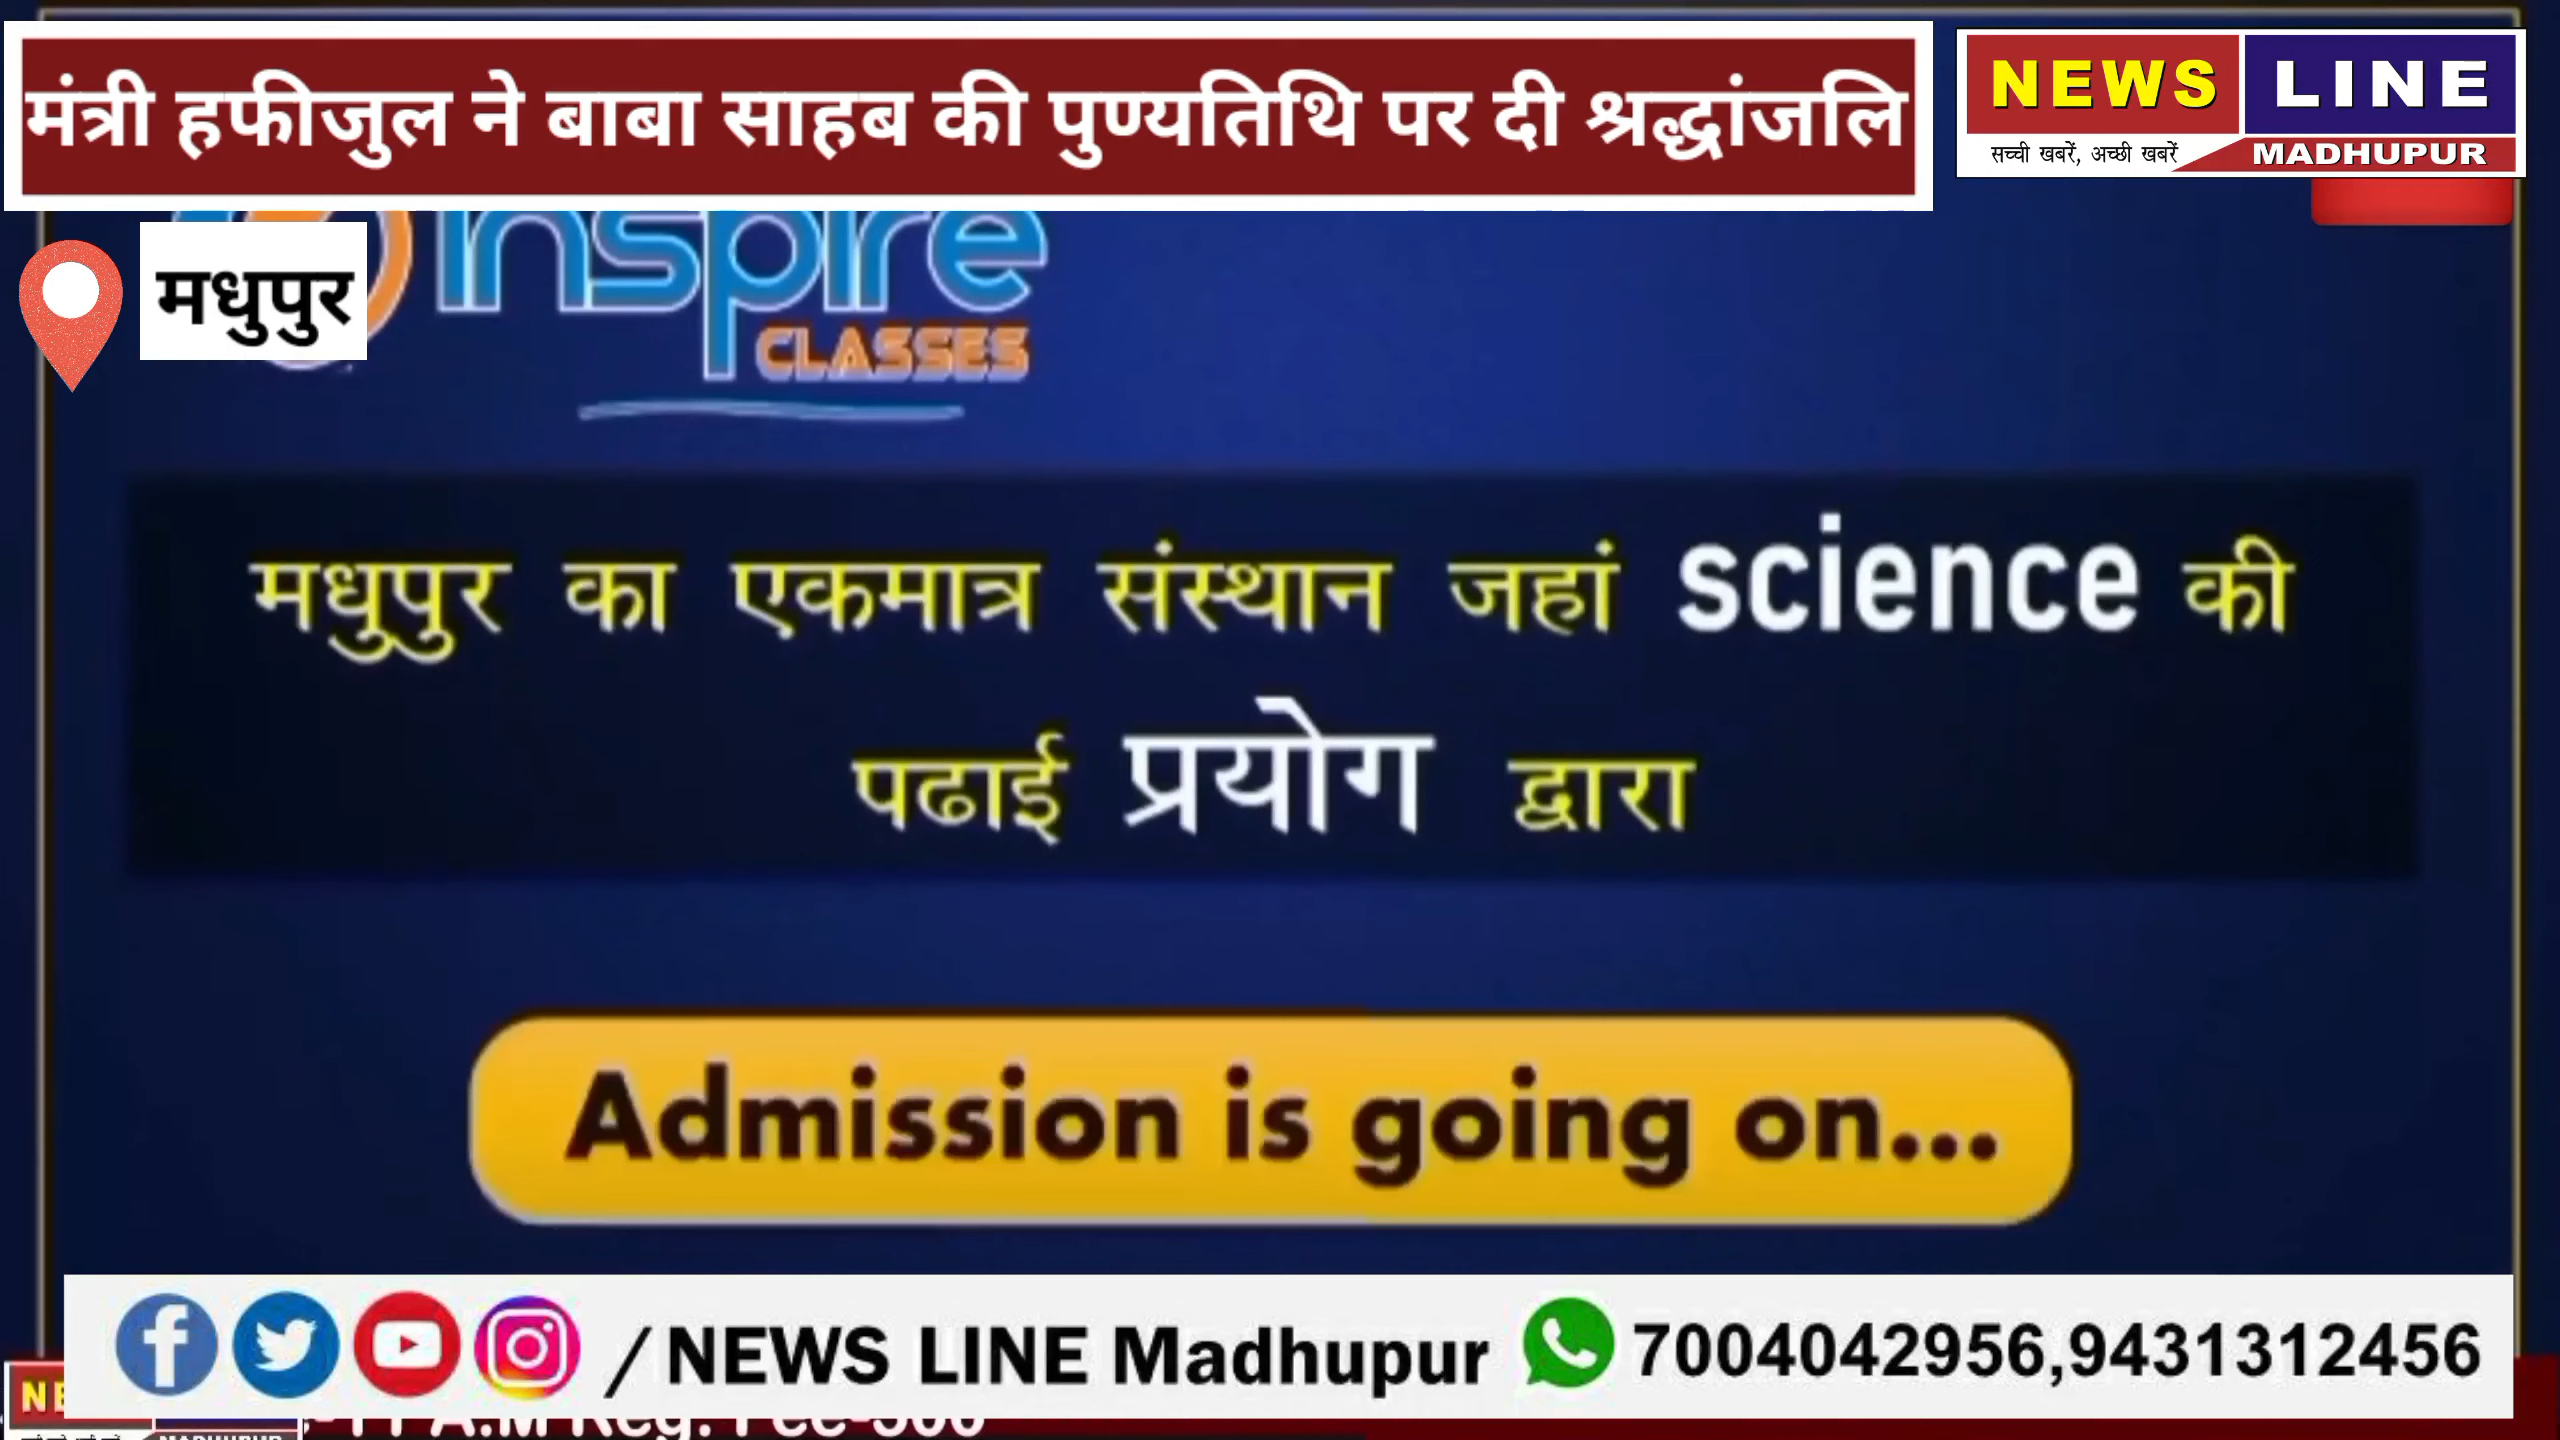 मंत्री हफीजुल ने बाबा साहब की पुण्यतिथि पर दी श्रद्धांजलि
NEWS LINE
सच्ची खबरें, अच्छी खबरें MADHUPUR
मधुपुर
inspire
CLASSES
मधुपुर का एकमात्र संस्थान जहां science की
पढाई प्रयोग द्वारा
Admission is going on...
/NEWS LINE Madhupur 7004042956,9431312456